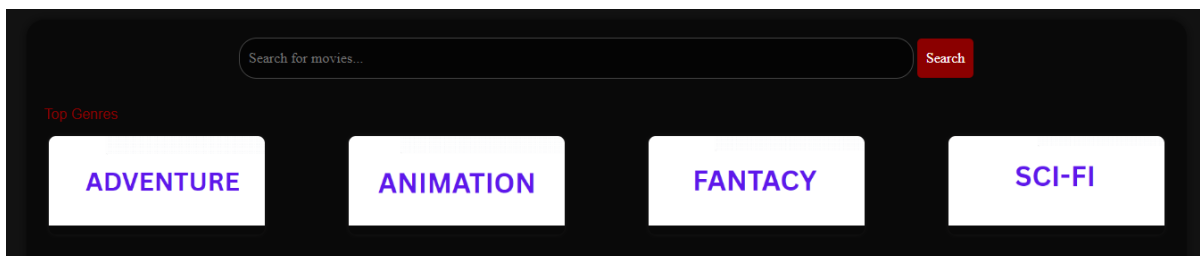 Search for movies...
Search
Top Genres
ADVENTURE
ANIMATION
FANTACY
SCI-FI